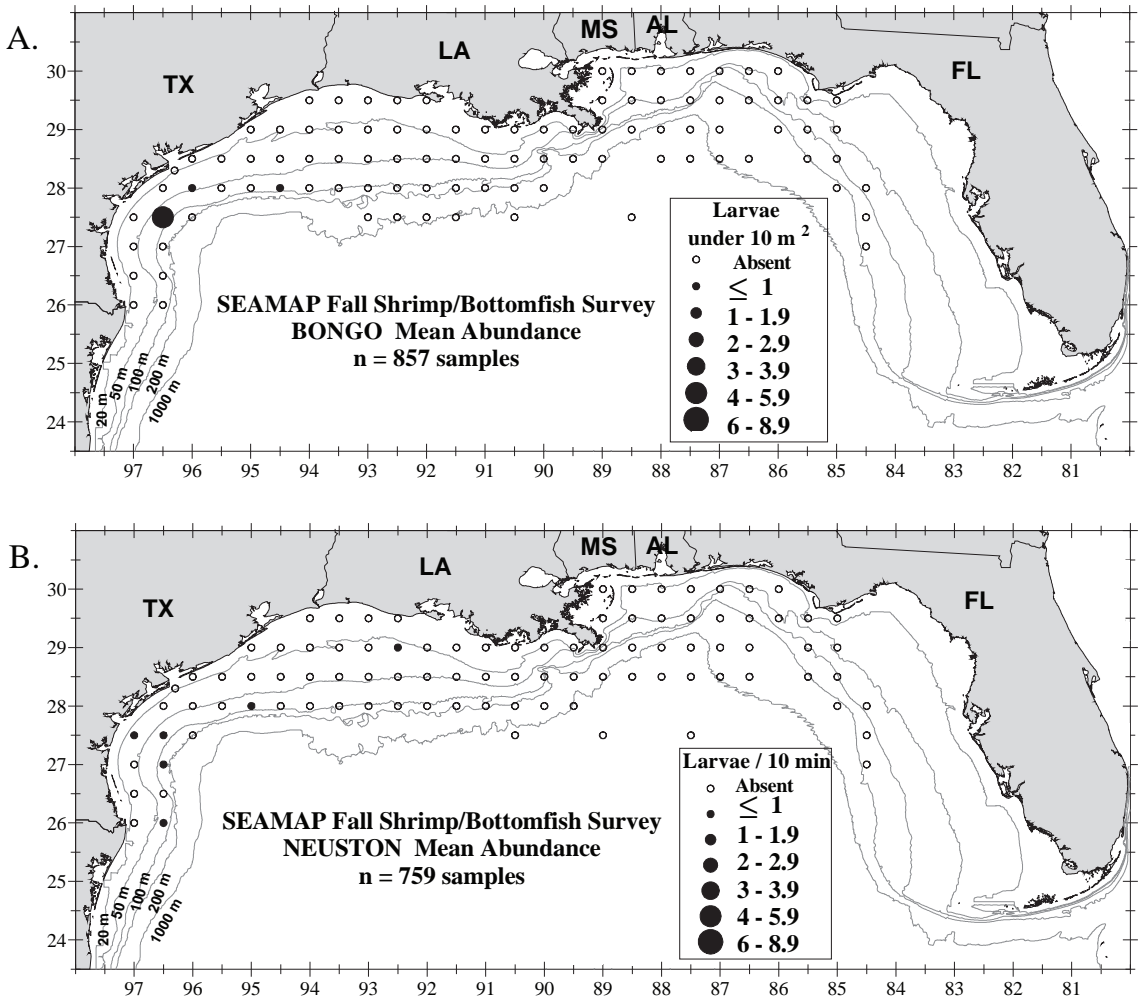 A.
TX
LA
MS
AL
FL
30
29
28
27
26
25
24
20 m
50 m
100 m
200 m
1000 m
SEAMAP Fall Shrimp/Bottomfish Survey
BONGO Mean Abundance
n = 857 samples
Larvae
under 10 m ²
Absent
≤ 1
1 - 1.9
2 - 2.9
3 - 3.9
4 - 5.9
6 - 8.9
97 96 95 94 93 92 91 90 89 88 87 86 85 84 83 82 81
B.
TX
LA
MS
AL
FL
30
29
28
27
26
25
24
20 m
50 m
100 m
200 m
1000 m
SEAMAP Fall Shrimp/Bottomfish Survey
NEUSTON Mean Abundance
n = 759 samples
Larvae / 10 min
Absent
≤ 1
1 - 1.9
2 - 2.9
3 - 3.9
4 - 5.9
6 - 8.9
97 96 95 94 93 92 91 90 89 88 87 86 85 84 83 82 81